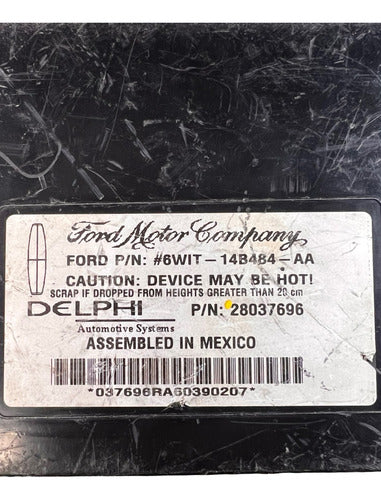 Ford Motor Company
FORD P/N: #6W1T-14B484-AA
CAUTION: DEVICE MAY BE HOT!
SCRAP IF DROPPED FROM HEIGHTS GREATER THAN 20 cm
DELPHI P/N: 28037696
Automotive Systems
ASSEMBLED IN MEXICO
*037696RA60390207*